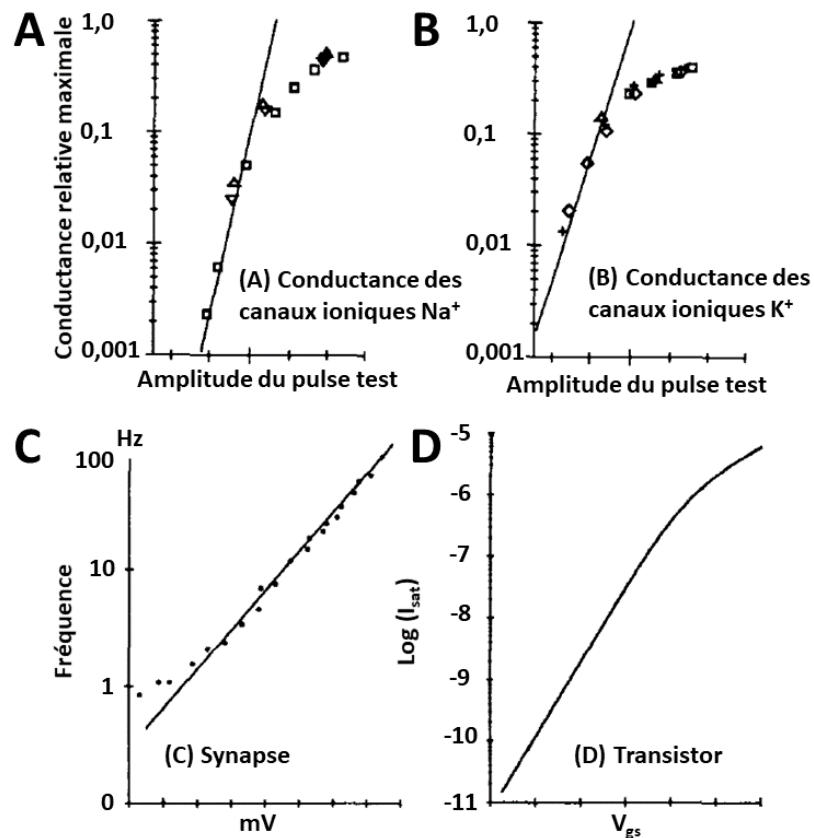 A
Conductance relative maximale
1,0
0,1
0,01
0,001
(A) Conductance des
canaux ioniques Na⁺
Amplitude du pulse test
B
1,0
0,1
0,01
0,001
(B) Conductance des
canaux ioniques K⁺
Amplitude du pulse test
C
Hz
Fréquence
100
10
1
0
(C) Synapse
mV
D
Log (Isat)
-5
-6
-7
-8
-9
-10
-11
(D) Transistor
Vgs